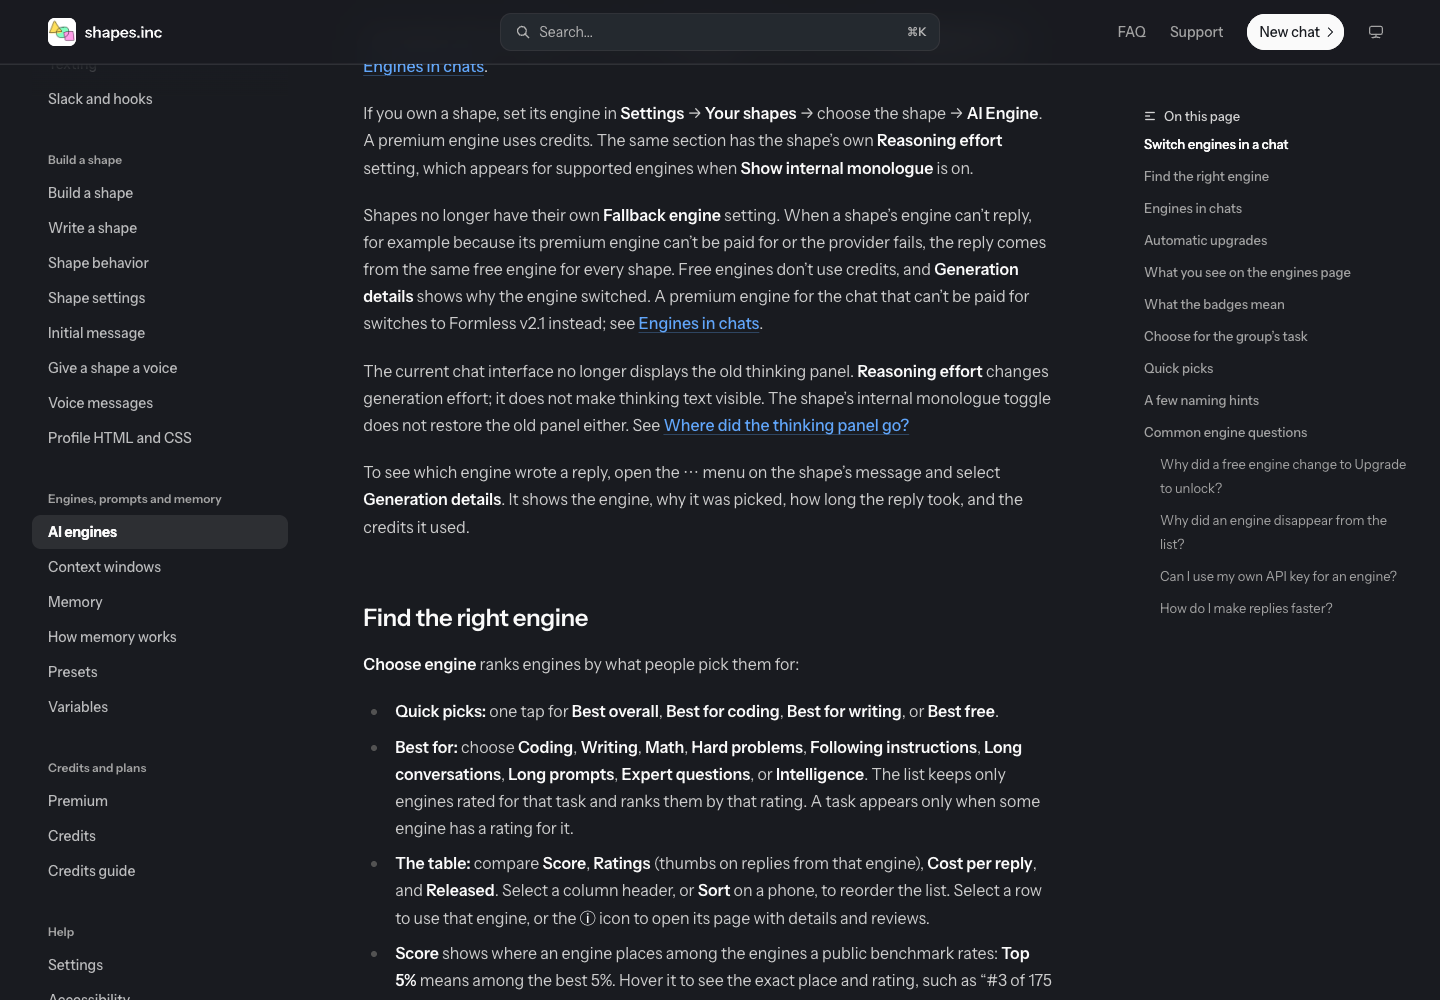 shapes.inc
Search...
⌘K
FAQ
Support
New chat
Slack and hooks
Build a shape
Build a shape
Write a shape
Shape behavior
Shape settings
Initial message
Give a shape a voice
Voice messages
Profile HTML and CSS
Engines, prompts and memory
AI engines
Context windows
Memory
How memory works
Presets
Variables
Credits and plans
Premium
Credits
Credits guide
Help
Settings
Accessibility
Engines in chats.
If you own a shape, set its engine in Settings → Your shapes → choose the shape → AI Engine.
A premium engine uses credits. The same section has the shape’s own Reasoning effort
setting, which appears for supported engines when Show internal monologue is on.
Shapes no longer have their own Fallback engine setting. When a shape’s engine can’t reply,
for example because its premium engine can’t be paid for or the provider fails, the reply comes
from the same free engine for every shape. Free engines don’t use credits, and Generation
details shows why the engine switched. A premium engine for the chat that can’t be paid for
switches to Formless v2.1 instead; see Engines in chats.
The current chat interface no longer displays the old thinking panel. Reasoning effort changes
generation effort; it does not make thinking text visible. The shape’s internal monologue toggle
does not restore the old panel either. See Where did the thinking panel go?
To see which engine wrote a reply, open the ··· menu on the shape’s message and select
Generation details. It shows the engine, why it was picked, how long the reply took, and the
credits it used.
Find the right engine
Choose engine ranks engines by what people pick them for:
Quick picks: one tap for Best overall, Best for coding, Best for writing, or Best free.
Best for: choose Coding, Writing, Math, Hard problems, Following instructions, Long
conversations, Long prompts, Expert questions, or Intelligence. The list keeps only
engines rated for that task and ranks them by that rating. A task appears only when some
engine has a rating for it.
The table: compare Score, Ratings (thumbs on replies from that engine), Cost per reply,
and Released. Select a column header, or Sort on a phone, to reorder the list. Select a row
to use that engine, or the ⓘ icon to open its page with details and reviews.
Score shows where an engine places among the engines a public benchmark rates: Top
5% means among the best 5%. Hover it to see the exact place and rating, such as “#3 of 175
On this page
Switch engines in a chat
Find the right engine
Engines in chats
Automatic upgrades
What you see on the engines page
What the badges mean
Choose for the group’s task
Quick picks
A few naming hints
Common engine questions
Why did a free engine change to Upgrade
to unlock?
Why did an engine disappear from the
list?
Can I use my own API key for an engine?
How do I make replies faster?